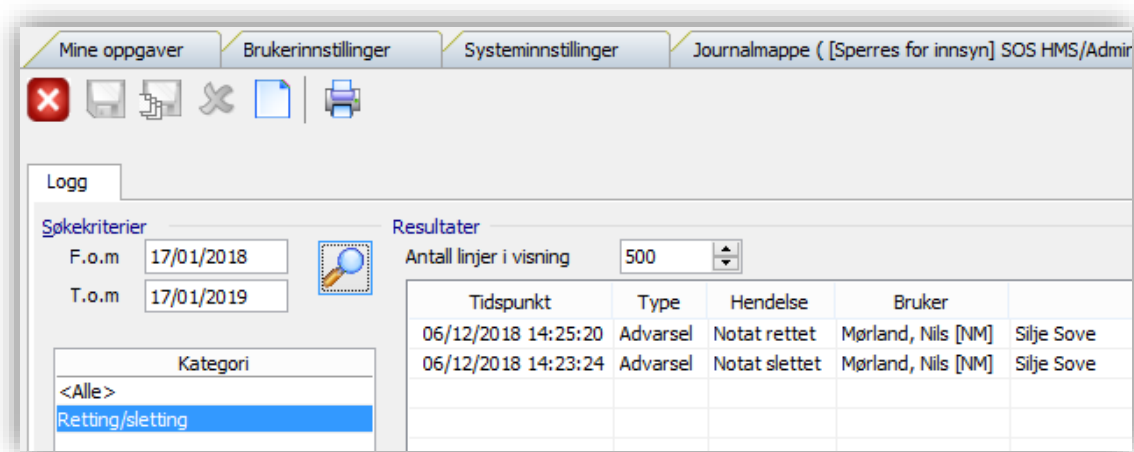 Mine oppgaver Brukerinnstillinger Systeminnstillinger Journalmappe ( [Sperres for innsyn] SOS HMS/Admin
Logg
Søkekriterier
F.o.m 17/01/2018
T.o.m 17/01/2019
Kategori
<Alle>
Retting/sletting
Resultater
Antall linjer i visning 500
Tidspunkt Type Hendelse Bruker
06/12/2018 14:25:20 Advarsel Notat rettet Mørland, Nils [NM] Silje Sove
06/12/2018 14:23:24 Advarsel Notat slettet Mørland, Nils [NM] Silje Sove